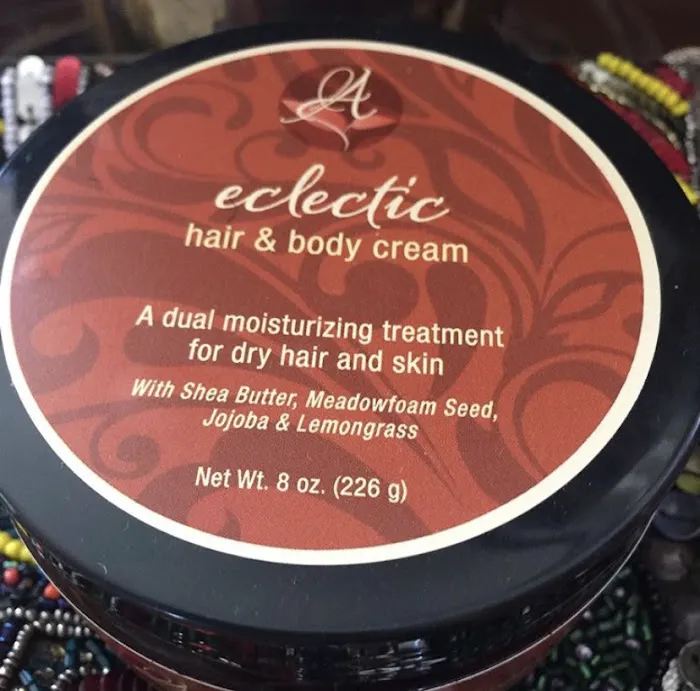 A
eclectic
hair & body cream
A dual moisturizing treatment
for dry hair and skin
With Shea Butter, Meadowfoam Seed,
Jojoba & Lemongrass
Net Wt. 8 oz. (226 g)